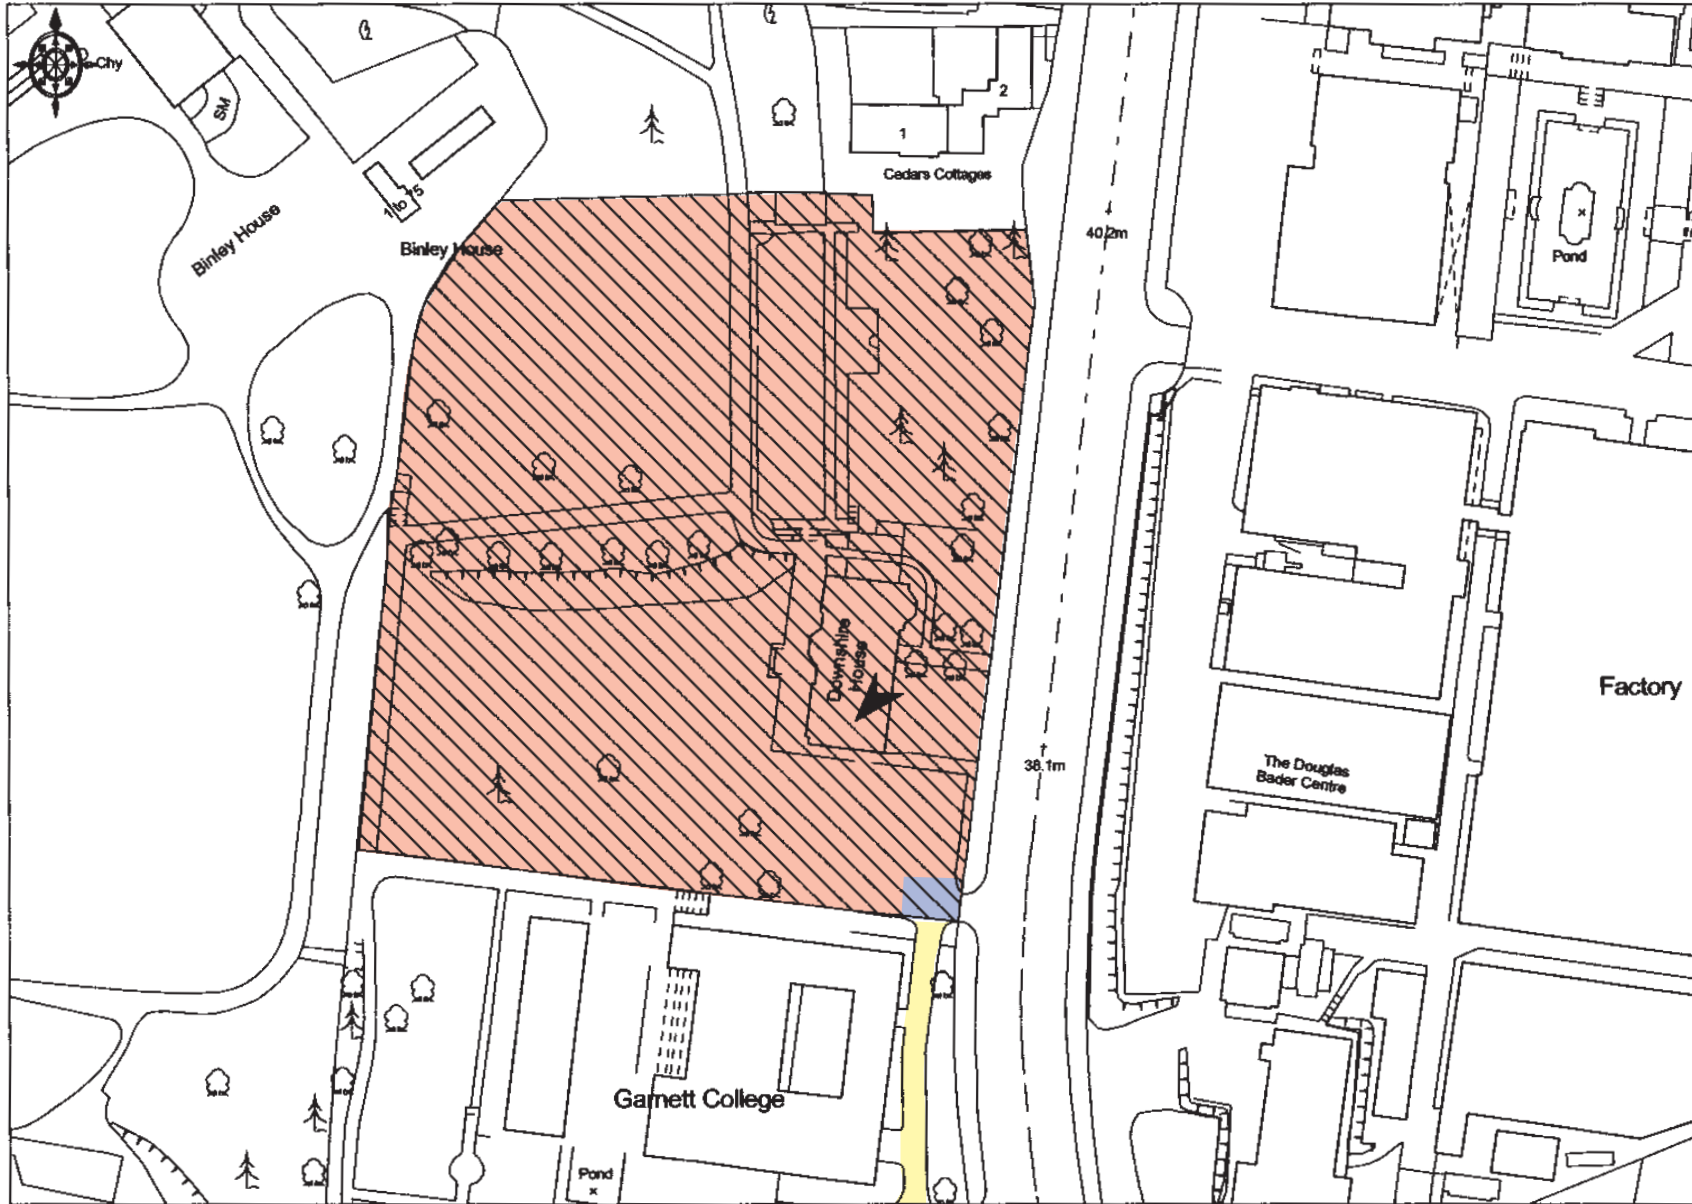 Chy
SM
2
1
Cedars Cottages
1 to 15
Binley House
Binley House
40.2m
Pond
Downshire
House
Factory
38.1m
The Douglas
Bader Centre
Garnett College
Pond